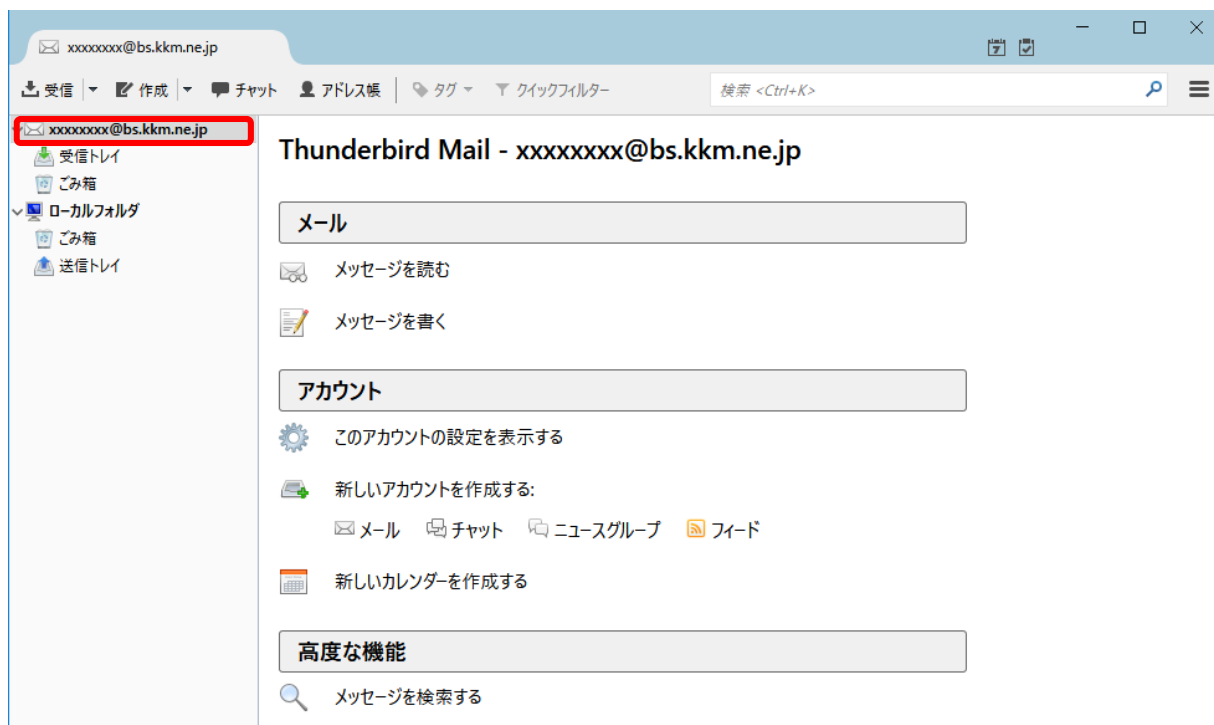 xxxxxxxx@bs.kkm.ne.jp
受信 作成 チャット アドレス帳 タグ クイックフィルター 検索 <Ctrl+K>
xxxxxxxx@bs.kkm.ne.jp
受信トレイ
ごみ箱
ローカルフォルダ
ごみ箱
送信トレイ
Thunderbird Mail - xxxxxxxx@bs.kkm.ne.jp
メール
メッセージを読む
メッセージを書く
アカウント
このアカウントの設定を表示する
新しいアカウントを作成する:
メール チャット ニュースグループ フィード
新しいカレンダーを作成する
高度な機能
メッセージを検索する